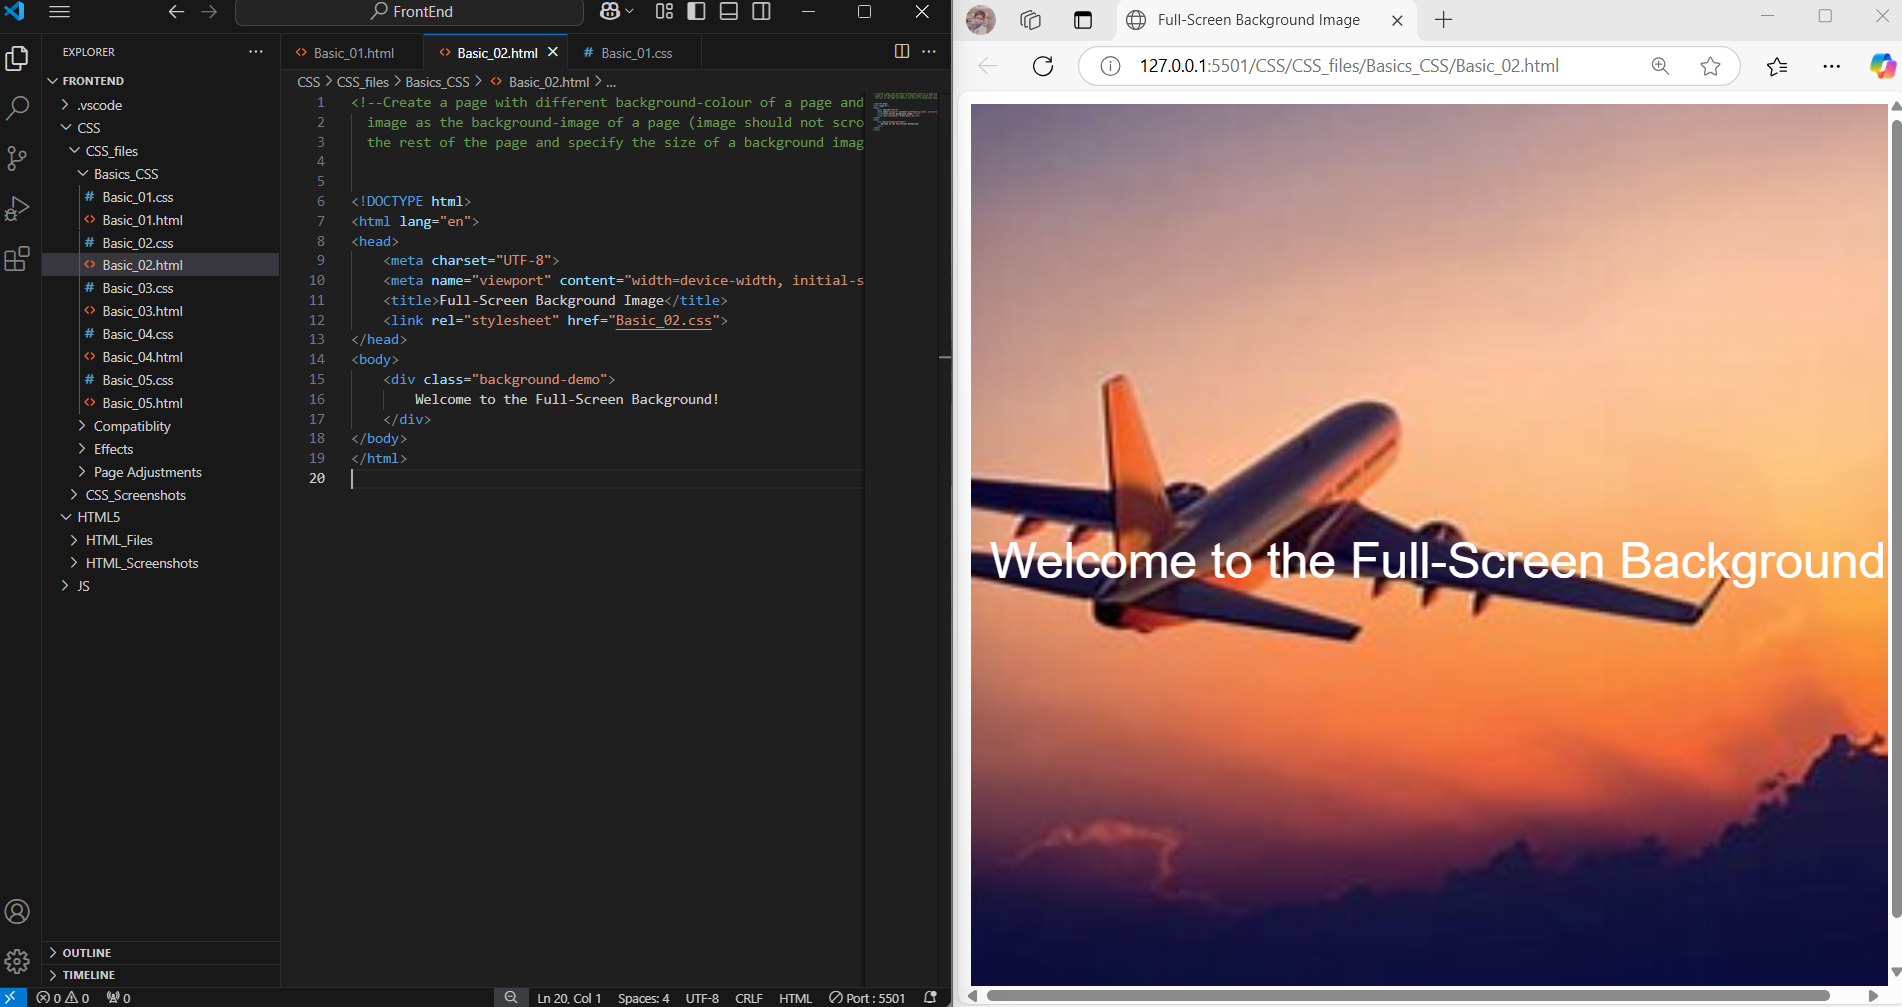 FrontEnd
EXPLORER
FRONTEND
.vscode
CSS
CSS_files
Basics_CSS
Basic_01.css
Basic_01.html
Basic_02.css
Basic_02.html
Basic_03.css
Basic_03.html
Basic_04.css
Basic_04.html
Basic_05.css
Basic_05.html
Compatiblity
Effects
Page Adjustments
CSS_Screenshots
HTML5
HTML_Files
HTML_Screenshots
JS
OUTLINE
TIMELINE
Basic_01.html
Basic_02.html
# Basic_01.css
CSS > CSS_files > Basics_CSS > Basic_02.html > ...
1 <!--Create a page with different background-colour of a page and
2 image as the background-image of a page (image should not scro
3 the rest of the page and specify the size of a background imag
4
5
6 <!DOCTYPE html>
7 <html lang="en">
8 <head>
9 <meta charset="UTF-8">
10 <meta name="viewport" content="width=device-width, initial-s
11 <title>Full-Screen Background Image</title>
12 <link rel="stylesheet" href="Basic_02.css">
13 </head>
14 <body>
15 <div class="background-demo">
16 Welcome to the Full-Screen Background!
17 </div>
18 </body>
19 </html>
20
0 0 0
Ln 20, Col 1 Spaces: 4 UTF-8 CRLF HTML Port : 5501
Full-Screen Background Image
127.0.0.1:5501/CSS/CSS_files/Basics_CSS/Basic_02.html
Welcome to the Full-Screen Background